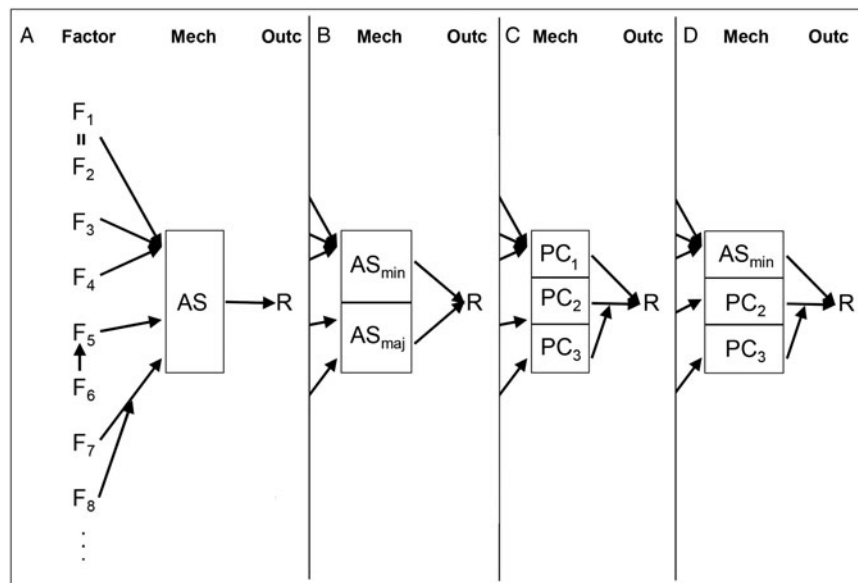 A Factor Mech Outc B Mech Outc C Mech Outc D Mech Outc
F1
=
F2
F3
F4
AS
R
F5
F6
F7
F8
⋮
ASmin
ASmaj
R
PC1
PC2
PC3
R
ASmin
PC2
PC3
R